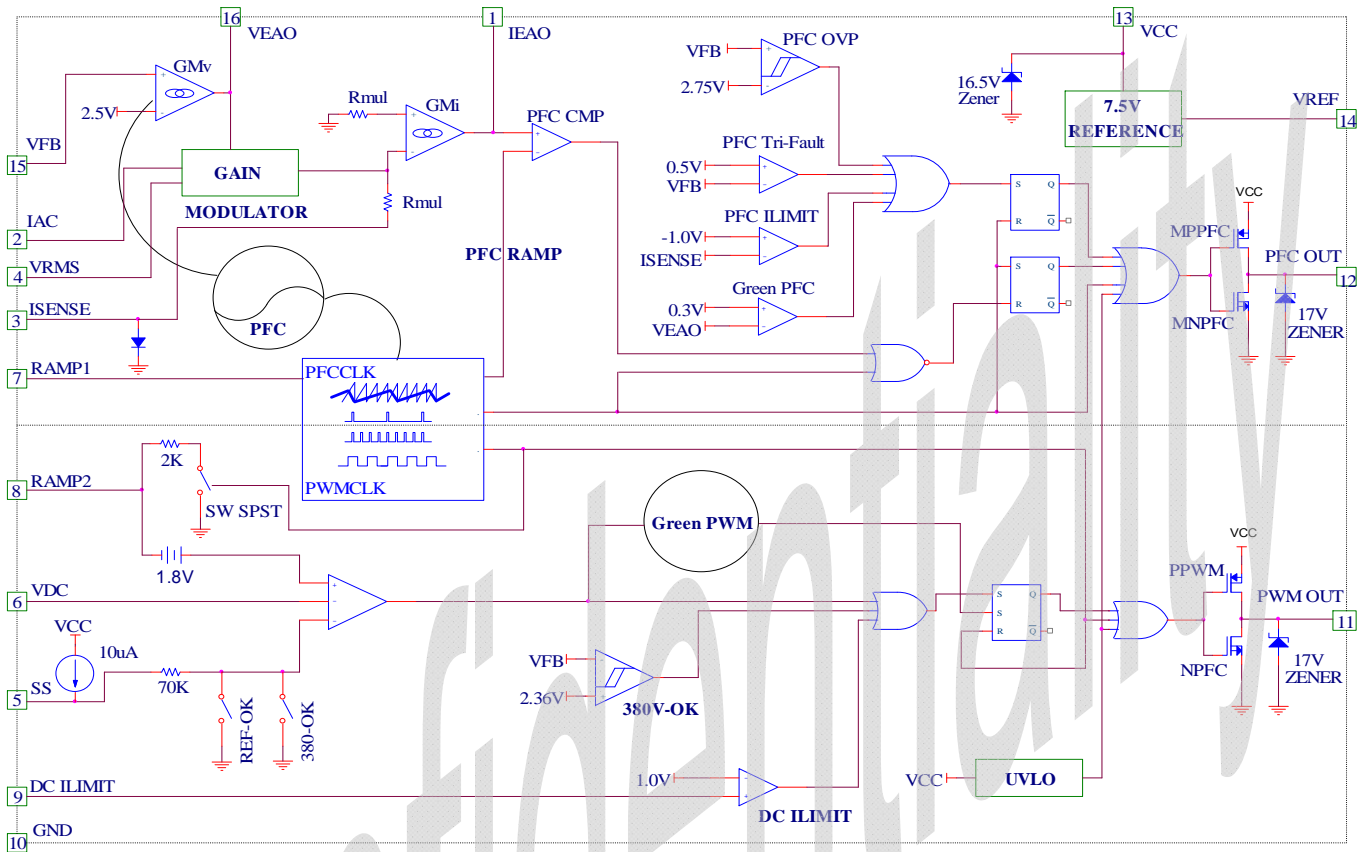 16
VEAO
1
IEAO
13
VCC
GMv
2.5V
VFB
15
GAIN
MODULATOR
Rmul
GMi
Rmul
PFC CMP
IAC
2
VRMS
4
ISENSE
3
PFC
PFC RAMP
RAMP1
7
PFCCLK
PWMCLK
VFB
PFC OVP
2.75V
PFC Tri-Fault
0.5V
VFB
PFC ILIMIT
-1.0V
ISENSE
Green PFC
0.3V
VEAO
16.5V
Zener
7.5V
REFERENCE
VREF
14
S Q
R Q
S Q
R Q
VCC
MPPFC
PFC OUT
12
MNPFC
17V
ZENER
RAMP2
8
2K
SW SPST
1.8V
VDC
6
VCC
10uA
SS
5
70K
REF-OK
380-OK
Green PWM
VFB
2.36V
380V-OK
S Q
S
R Q
VCC
PPWM
PWM OUT
11
NPFC
17V
ZENER
DC ILIMIT
9
1.0V
DC ILIMIT
VCC
UVLO
GND
10